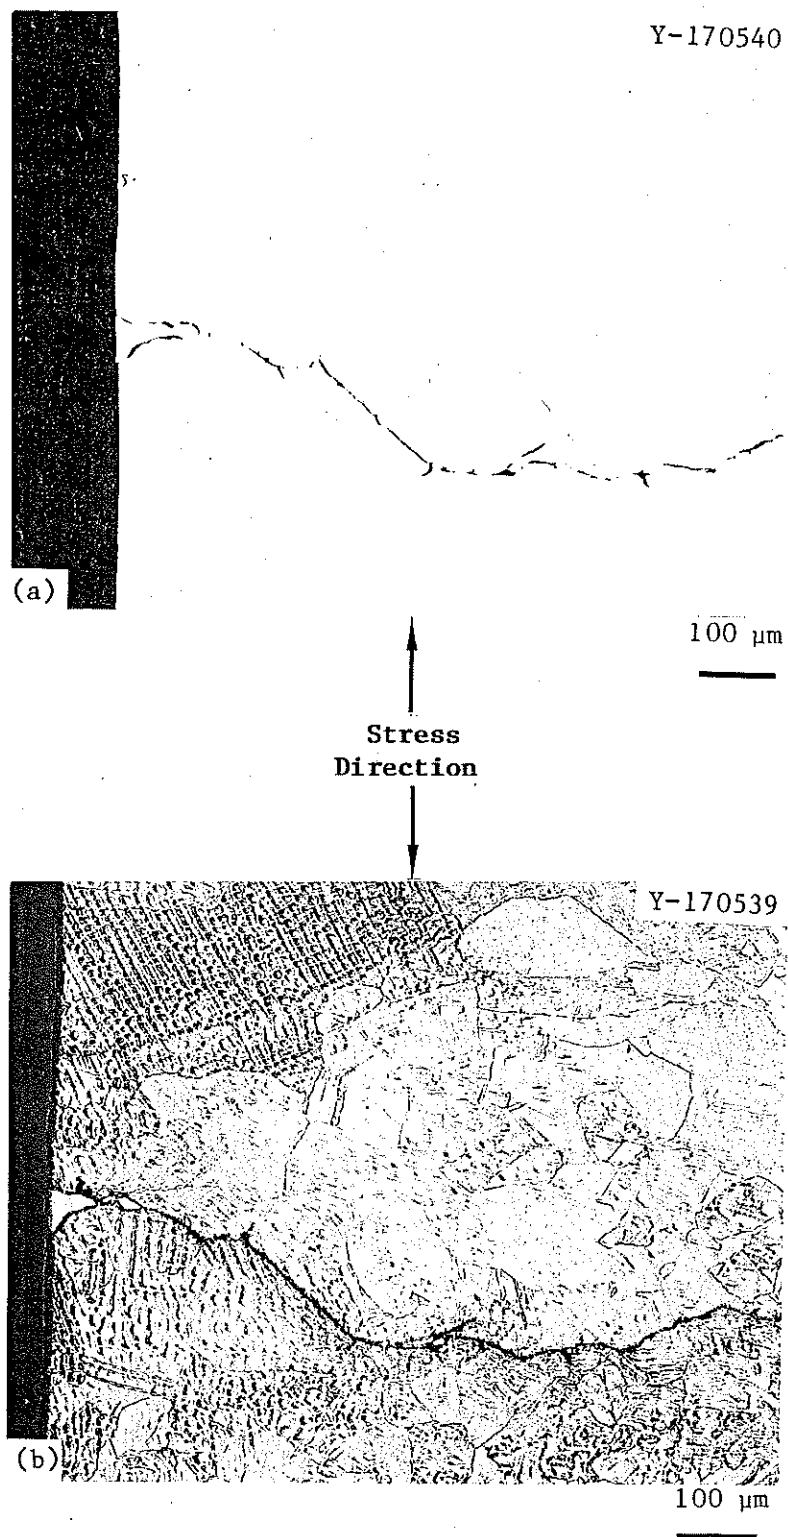 Y-170540
(a)
100 μm
Stress
Direction
Y-170539
(b)
100 μm